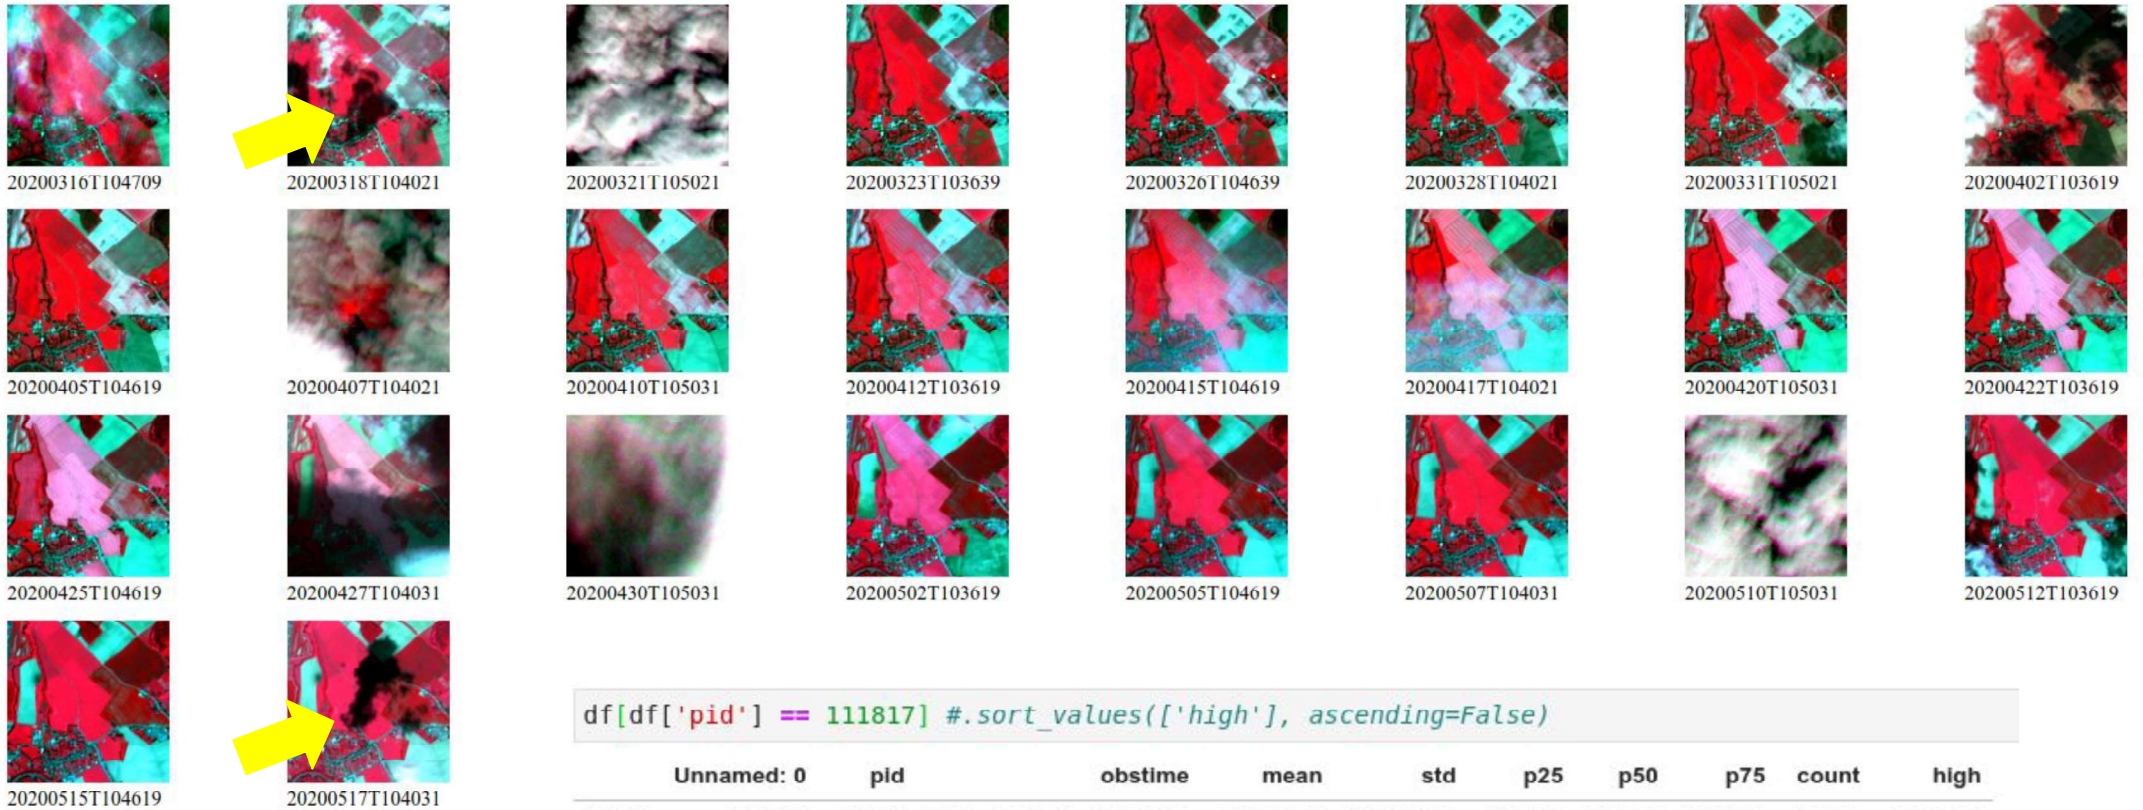 20200316T104709 20200318T104021 20200321T105021 20200323T103639 20200326T104639 20200328T104021 20200331T105021 20200402T103619
20200405T104619 20200407T104021 20200410T105031 20200412T103619 20200415T104619 20200417T104021 20200420T105031 20200422T103619
20200425T104619 20200427T104031 20200430T105031 20200502T103619 20200505T104619 20200507T104031 20200510T105031 20200512T103619
20200515T104619 20200517T104031
df[df['pid'] == 111817] #.sort_values(['high'], ascending=False)
Unnamed: 0 pid obstime mean std p25 p50 p75 count high